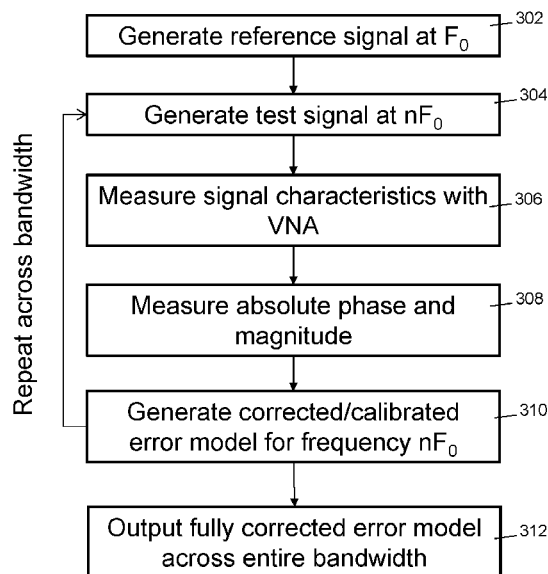 Generate reference signal at F₀
302
Generate test signal at nF₀
304
Measure signal characteristics with
VNA
306
Measure absolute phase and
magnitude
308
Generate corrected/calibrated
error model for frequency nF₀
310
Output fully corrected error model
across entire bandwidth
312
Repeat across bandwidth